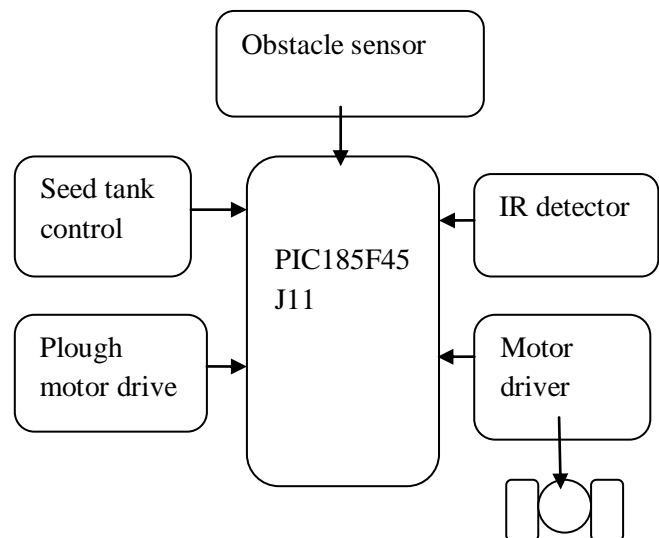 Obstacle sensor
Seed tank
control
PIC185F45
J11
IR detector
Plough
motor drive
Motor
driver